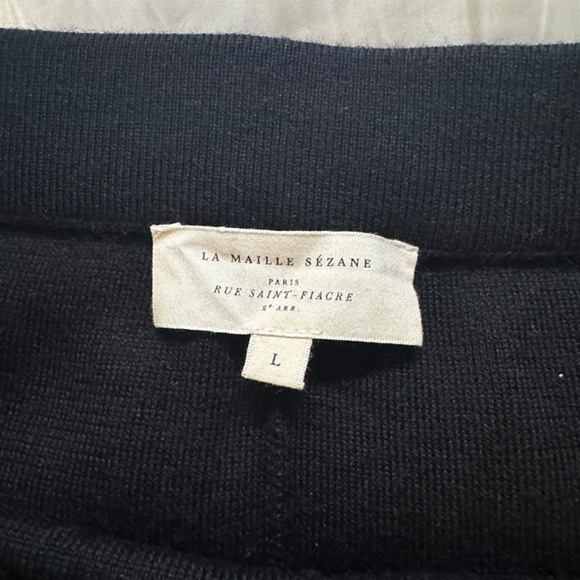 LA MAILLE SÉZANE
PARIS
RUE SAINT-FIACRE
2e ARR.
L